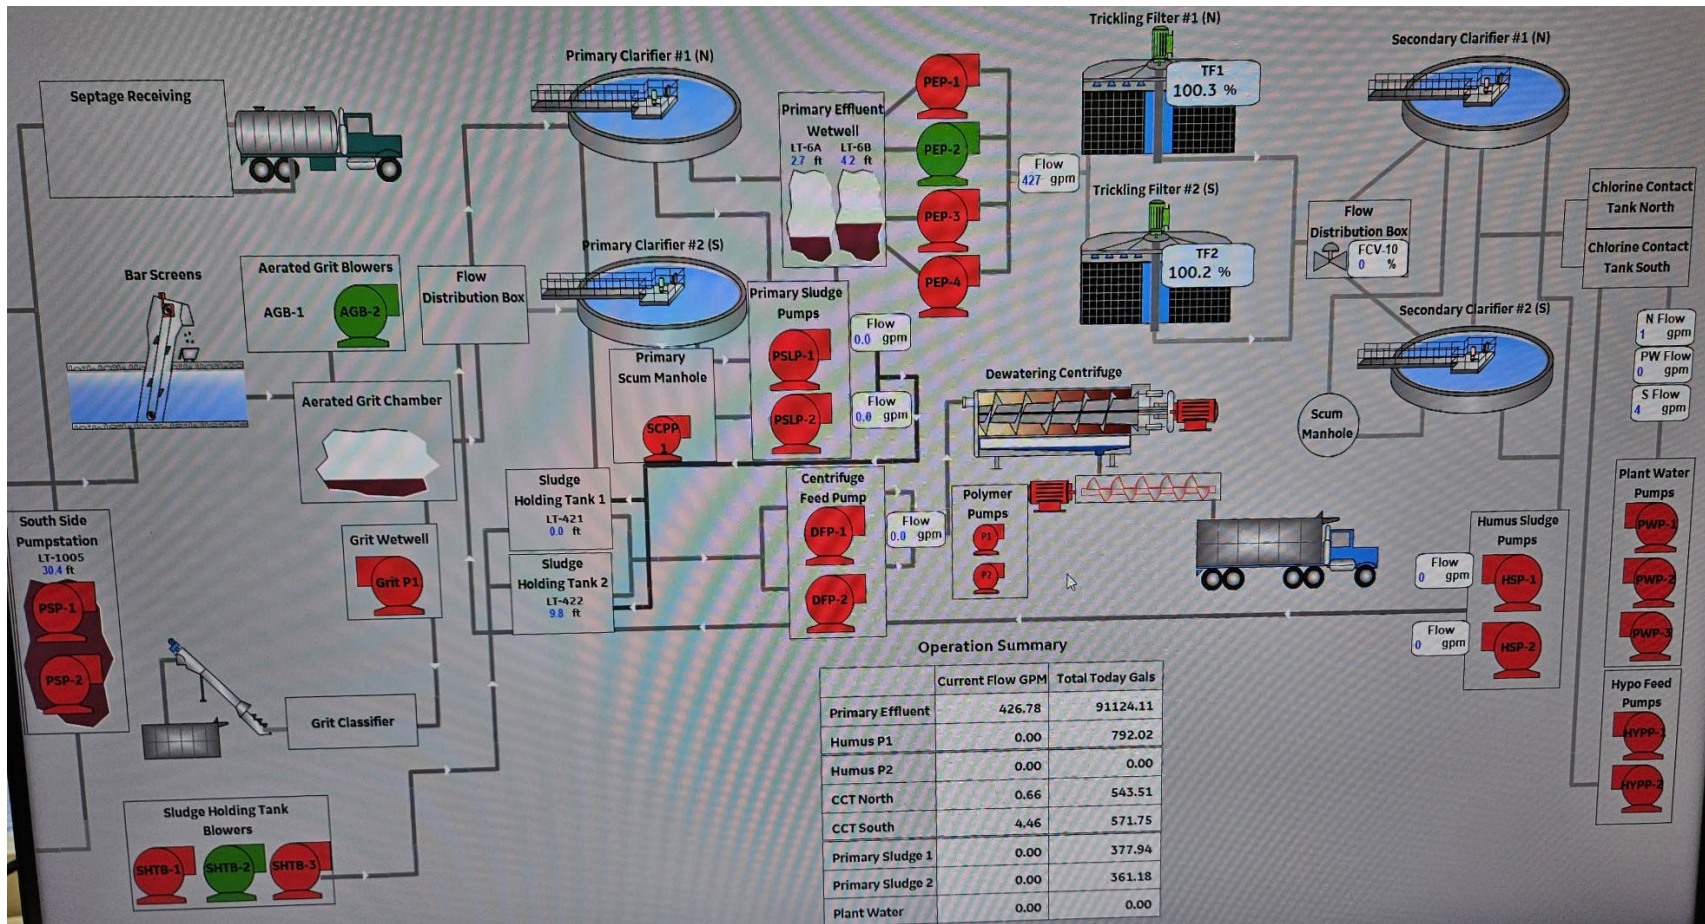 Septage Receiving
Primary Clarifier #1 (N)
Primary Effluent
Wetwell
LT-6A LT-6B
2.7 ft 4.2 ft
PEP-1
PEP-2
PEP-3
PEP-4
Flow
427 gpm
Trickling Filter #1 (N)
TF1
100.3 %
Trickling Filter #2 (S)
TF2
100.2 %
Secondary Clarifier #1 (N)
Flow
Distribution Box
FCV-10
0 %
Chlorine Contact
Tank North
Chlorine Contact
Tank South
Secondary Clarifier #2 (S)
N Flow
1 gpm
PW Flow
0 gpm
S Flow
4 gpm
Bar Screens
Aerated Grit Blowers
AGB-1
AGB-2
Flow
Distribution Box
Primary Clarifier #2 (S)
Primary Sludge
Pumps
PSLP-1
PSLP-2
Flow
0.0 gpm
Flow
0.0 gpm
Primary
Scum Manhole
SCPP
1
Aerated Grit Chamber
Dewatering Centrifuge
Scum
Manhole
Sludge
Holding Tank 1
LT-421
0.0 ft
Sludge
Holding Tank 2
LT-422
9.8 ft
Centrifuge
Feed Pump
DFP-1
DFP-2
Flow
0.0 gpm
Polymer
Pumps
P1
P2
South Side
Pumpstation
LT-1005
30.4 ft
PSP-1
PSP-2
Grit Wetwell
Grit P1
Grit Classifier
Humus Sludge
Pumps
HSP-1
HSP-2
Flow
0 gpm
Flow
0 gpm
Plant Water
Pumps
PWP-1
PWP-2
PWP-3
Hypo Feed
Pumps
HYPP-1
HYPP-2
Sludge Holding Tank
Blowers
SHTB-1
SHTB-2
SHTB-3
Operation Summary
Current Flow GPM Total Today Gals
Primary Effluent 426.78 91124.11
Humus P1 0.00 792.02
Humus P2 0.00 0.00
CCT North 0.66 543.51
CCT South 4.46 571.75
Primary Sludge 1 0.00 377.94
Primary Sludge 2 0.00 361.18
Plant Water 0.00 0.00